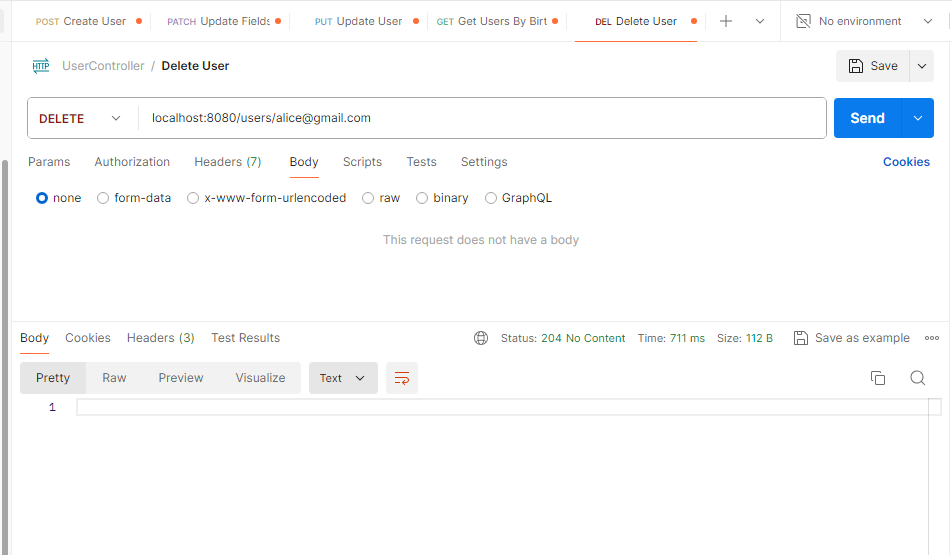 POST Create User PATCH Update Fields PUT Update User GET Get Users By Birt DEL Delete User No environment
HTTP UserController / Delete User Save
DELETE localhost:8080/users/alice@gmail.com Send
Params Authorization Headers (7) Body Scripts Tests Settings Cookies
none form-data x-www-form-urlencoded raw binary GraphQL
This request does not have a body
Body Cookies Headers (3) Test Results Status: 204 No Content Time: 711 ms Size: 112 B Save as example
Pretty Raw Preview Visualize Text
1